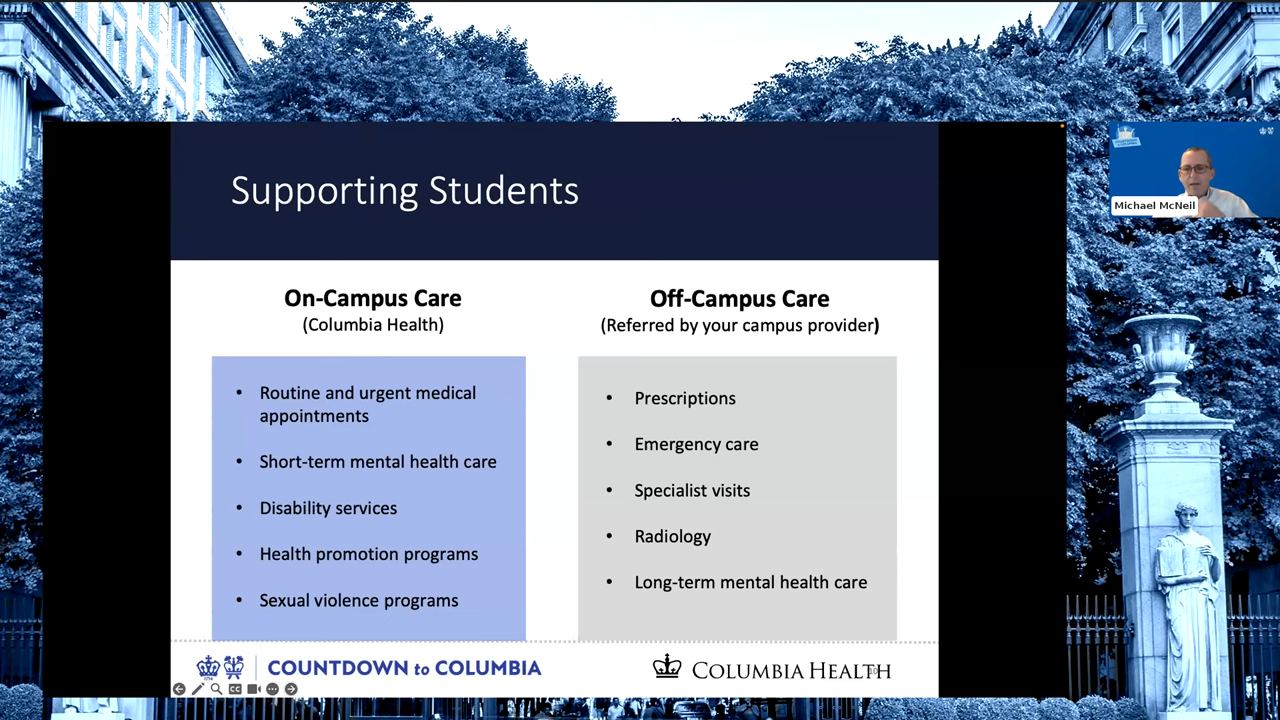 Supporting Students
On-Campus Care
(Columbia Health)
• Routine and urgent medical
appointments
• Short-term mental health care
• Disability services
• Health promotion programs
• Sexual violence programs
Off-Campus Care
(Referred by your campus provider)
• Prescriptions
• Emergency care
• Specialist visits
• Radiology
• Long-term mental health care
COUNTDOWN to COLUMBIA
COLUMBIA HEALTH
Michael McNeil